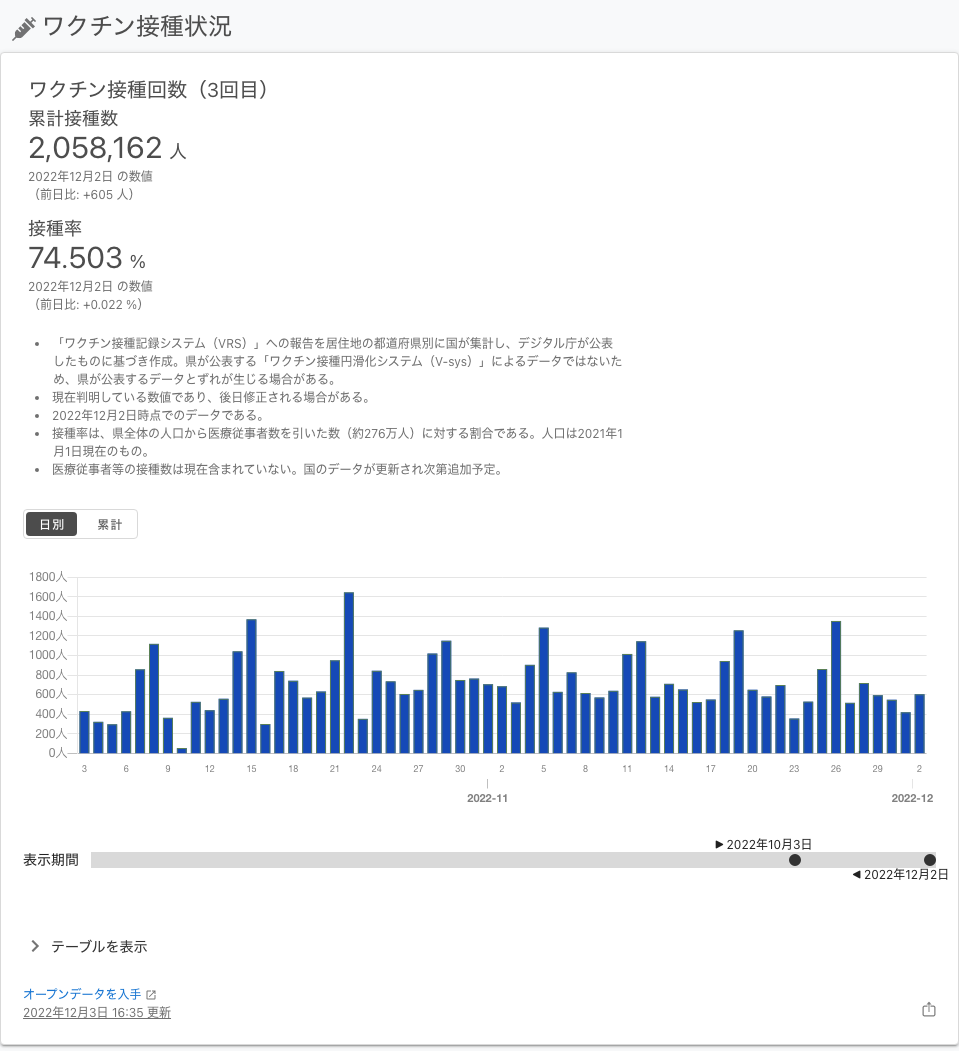 ワクチン接種状況
ワクチン接種回数（3回目）
累計接種数
2,058,162 人
2022年12月2日 の数値
（前日比: +605 人）
接種率
74.503 %
2022年12月2日 の数値
（前日比: +0.022 %）
• 「ワクチン接種記録システム（VRS）」への報告を居住地の都道府県別に国が集計し、デジタル庁が公表
したものに基づき作成。県が公表する「ワクチン接種円滑化システム（V-sys）」によるデータではないた
め、県が公表するデータとずれが生じる場合がある。
• 現在判明している数値であり、後日修正される場合がある。
• 2022年12月2日時点でのデータである。
• 接種率は、県全体の人口から医療従事者数を引いた数（約276万人）に対する割合である。人口は2021年1
月1日現在のもの。
• 医療従事者等の接種数は現在含まれていない。国のデータが更新され次第追加予定。
日別 累計
1800人
1600人
1400人
1200人
1000人
800人
600人
400人
200人
0人
3 6 9 12 15 18 21 24 27 30 2 5 8 11 14 17 20 23 26 29 2
2022-11 2022-12
▶ 2022年10月3日
表示期間
◀ 2022年12月2日
テーブルを表示
オープンデータを入手
2022年12月3日 16:35 更新